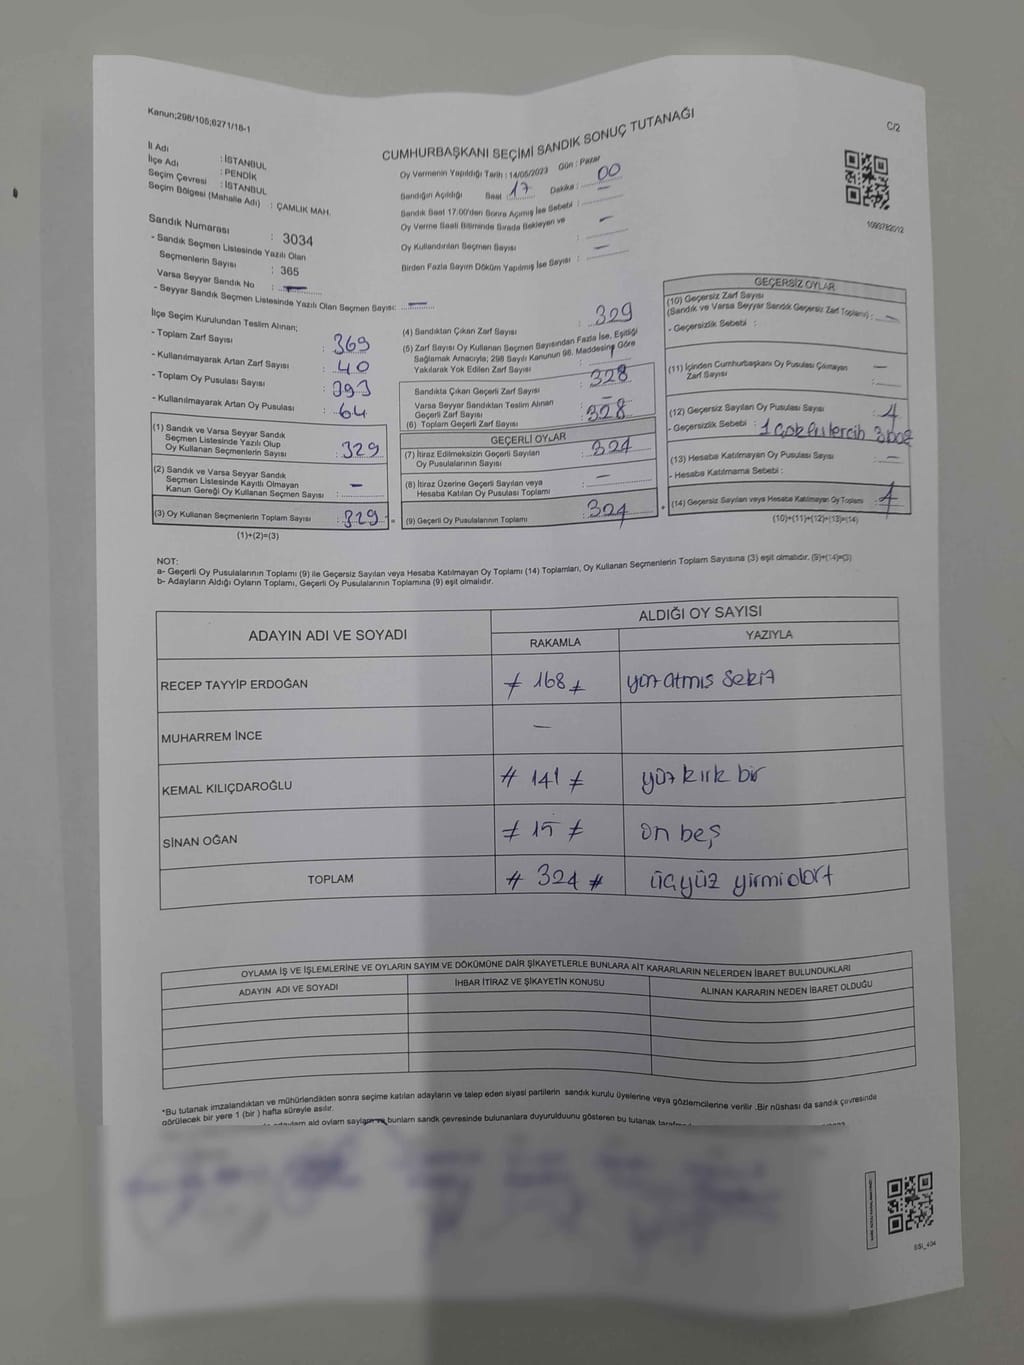 Kanun;298/105;6271/18-1
C/2
CUMHURBAŞKANI SEÇİMİ SANDIK SONUÇ TUTANAĞI
İl Adı : İSTANBUL
İlçe Adı : PENDİK
Seçim Çevresi : İSTANBUL
Seçim Bölgesi (Mahalle Adı) : ÇAMLIK MAH.
Oy Vermenin Yapıldığı Tarih : 14/05/2023 Gün : Pazar
Sandığın Açıldığı Saat 17 Dakika : 00
Sandık Saat 17:00'den Sonra Açılmış İse Sebebi : —
Oy Verme Saati Bitiminde Sırada Bekleyen ve
Oy Kullandırılan Seçmen Sayısı : —
Birden Fazla Sayım Döküm Yapılmış İse Sayısı : —
1093782012
Sandık Numarası : 3034
- Sandık Seçmen Listesinde Yazılı Olan
Seçmenlerin Sayısı : 365
Varsa Seyyar Sandık No : —
- Seyyar Sandık Seçmen Listesinde Yazılı Olan Seçmen Sayısı: —
İlçe Seçim Kurulundan Teslim Alınan;
- Toplam Zarf Sayısı : 369
- Kullanılmayarak Artan Zarf Sayısı : 40
- Toplam Oy Pusulası Sayısı : 393
- Kullanılmayarak Artan Oy Pusulası : 64
(1) Sandık ve Varsa Seyyar Sandık
Seçmen Listesinde Yazılı Olup
Oy Kullanan Seçmenlerin Sayısı : 329
(2) Sandık ve Varsa Seyyar Sandık
Seçmen Listesinde Kayıtlı Olmayan
Kanun Gereği Oy Kullanan Seçmen Sayısı : —
(3) Oy Kullanan Seçmenlerin Toplam Sayısı : 329 =
(1)+(2)=(3)
(4) Sandıktan Çıkan Zarf Sayısı : 329
(5) Zarf Sayısı Oy Kullanan Seçmen Sayısından Fazla İse, Eşitliği
Sağlamak Amacıyla; 298 Sayılı Kanunun 98. Maddesine Göre
Yakılarak Yok Edilen Zarf Sayısı :
Sandıkta Çıkan Geçerli Zarf Sayısı : 328
Varsa Seyyar Sandıktan Teslim Alınan
Geçerli Zarf Sayısı : —
(6) Toplam Geçerli Zarf Sayısı : 328
GEÇERLİ OYLAR
(7) İtiraz Edilmeksizin Geçerli Sayılan
Oy Pusulalarının Sayısı : 324
(8) İtiraz Üzerine Geçerli Sayılan veya
Hesaba Katılan Oy Pusulası Toplamı : —
(9) Geçerli Oy Pusulalarının Toplamı : 324 +
GEÇERSİZ OYLAR
(10) Geçersiz Zarf Sayısı
(Sandık ve Varsa Seyyar Sandık Geçersiz Zarf Toplamı) : —
- Geçersizlik Sebebi :
(11) İçinden Cumhurbaşkanı Oy Pusulası Çıkmayan
Zarf Sayısı : —
(12) Geçersiz Sayılan Oy Pusulası Sayısı : 4
- Geçersizlik Sebebi :
(13) Hesaba Katılmayan Oy Pusulası Sayısı : —
- Hesaba Katılmama Sebebi :
(14) Geçersiz Sayılan veya Hesaba Katılmayan Oy Toplamı : 4
(10)+(11)+(12)+(13)=(14)
NOT:
a- Geçerli Oy Pusulalarının Toplamı (9) ile Geçersiz Sayılan veya Hesaba Katılmayan Oy Toplamı (14) Toplamları, Oy Kullanan Seçmenlerin Toplam Sayısına (3) eşit olmalıdır. (9)+(14)=(3)
b- Adayların Aldığı Oyların Toplamı, Geçerli Oy Pusulalarının Toplamına (9) eşit olmalıdır.
ADAYIN ADI VE SOYADI ALDIĞI OY SAYISI
RAKAMLA YAZIYLA
RECEP TAYYİP ERDOĞAN ≠ 168 ≠ yüz atmış sekiz
MUHARREM İNCE —
KEMAL KILIÇDAROĞLU # 141 ≠ yüz kırk bir
SİNAN OĞAN ≠ 15 ≠ on beş
TOPLAM # 324 # üçyüz yirmidört
OYLAMA İŞ VE İŞLEMLERİNE VE OYLARIN SAYIM VE DÖKÜMÜNE DAİR ŞİKAYETLERLE BUNLARA AİT KARARLARIN NELERDEN İBARET BULUNDUKLARI
ADAYIN ADI VE SOYADI İHBAR İTİRAZ VE ŞİKAYETİN KONUSU ALINAN KARARIN NEDEN İBARET OLDUĞU
*Bu tutanak imzalandıktan ve mühürlendikten sonra seçime katılan adayların ve talep eden siyasi partilerin sandık kurulu üyelerine veya gözlemcilerine verilir .Bir nüshası da sandık çevresinde
görülecek bir yere 1 (bir ) hafta süreyle asılır.
bunların sandık çevresinde bulunanlara duyurulduunu gösteren bu tutanak